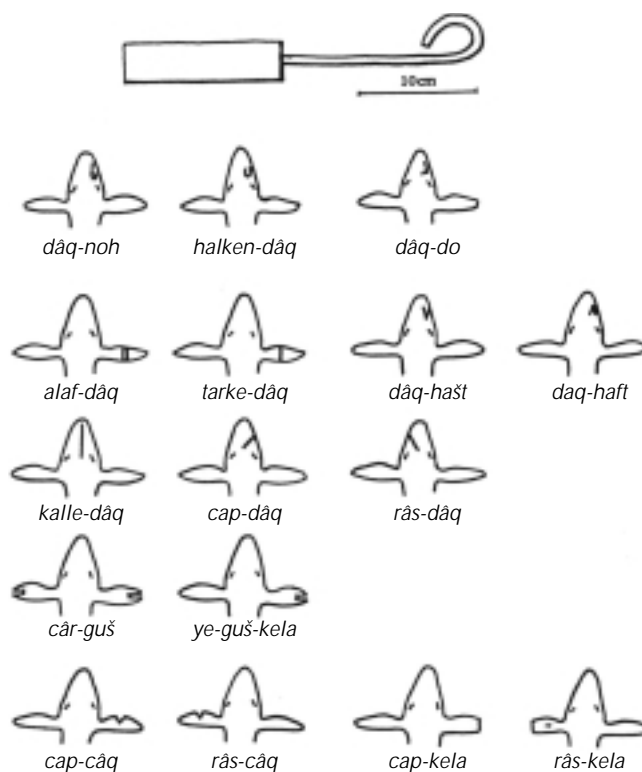 10cm
dâq-noh halken-dâq dâq-do
alaf-dâq tarke-dâq dâq-hašt daq-haft
kalle-dâq cap-dâq râs-dâq
câr-guš ye-guš-kela
cap-câq râs-câq cap-kela râs-kela